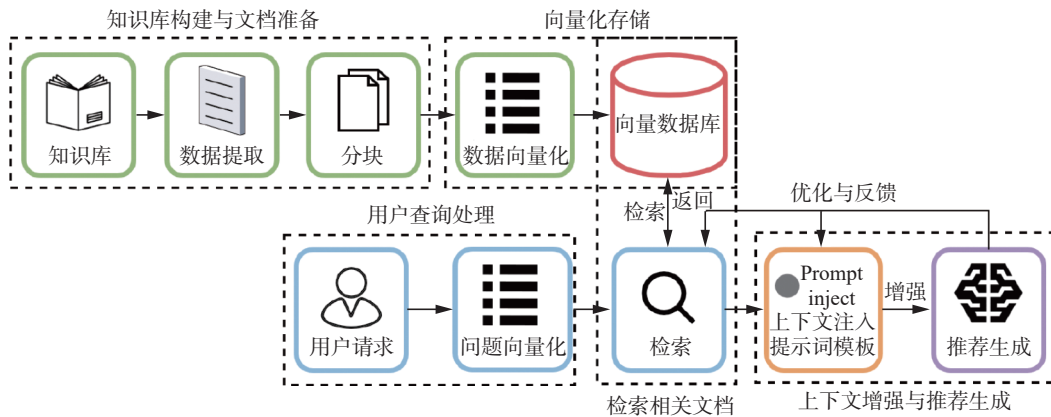 知识库构建与文档准备
向量化存储
知识库
数据提取
分块
数据向量化
向量数据库
用户查询处理
检索
返回
优化与反馈
用户请求
问题向量化
检索
Prompt
inject
上下文注入
提示词模板
增强
推荐生成
检索相关文档
上下文增强与推荐生成